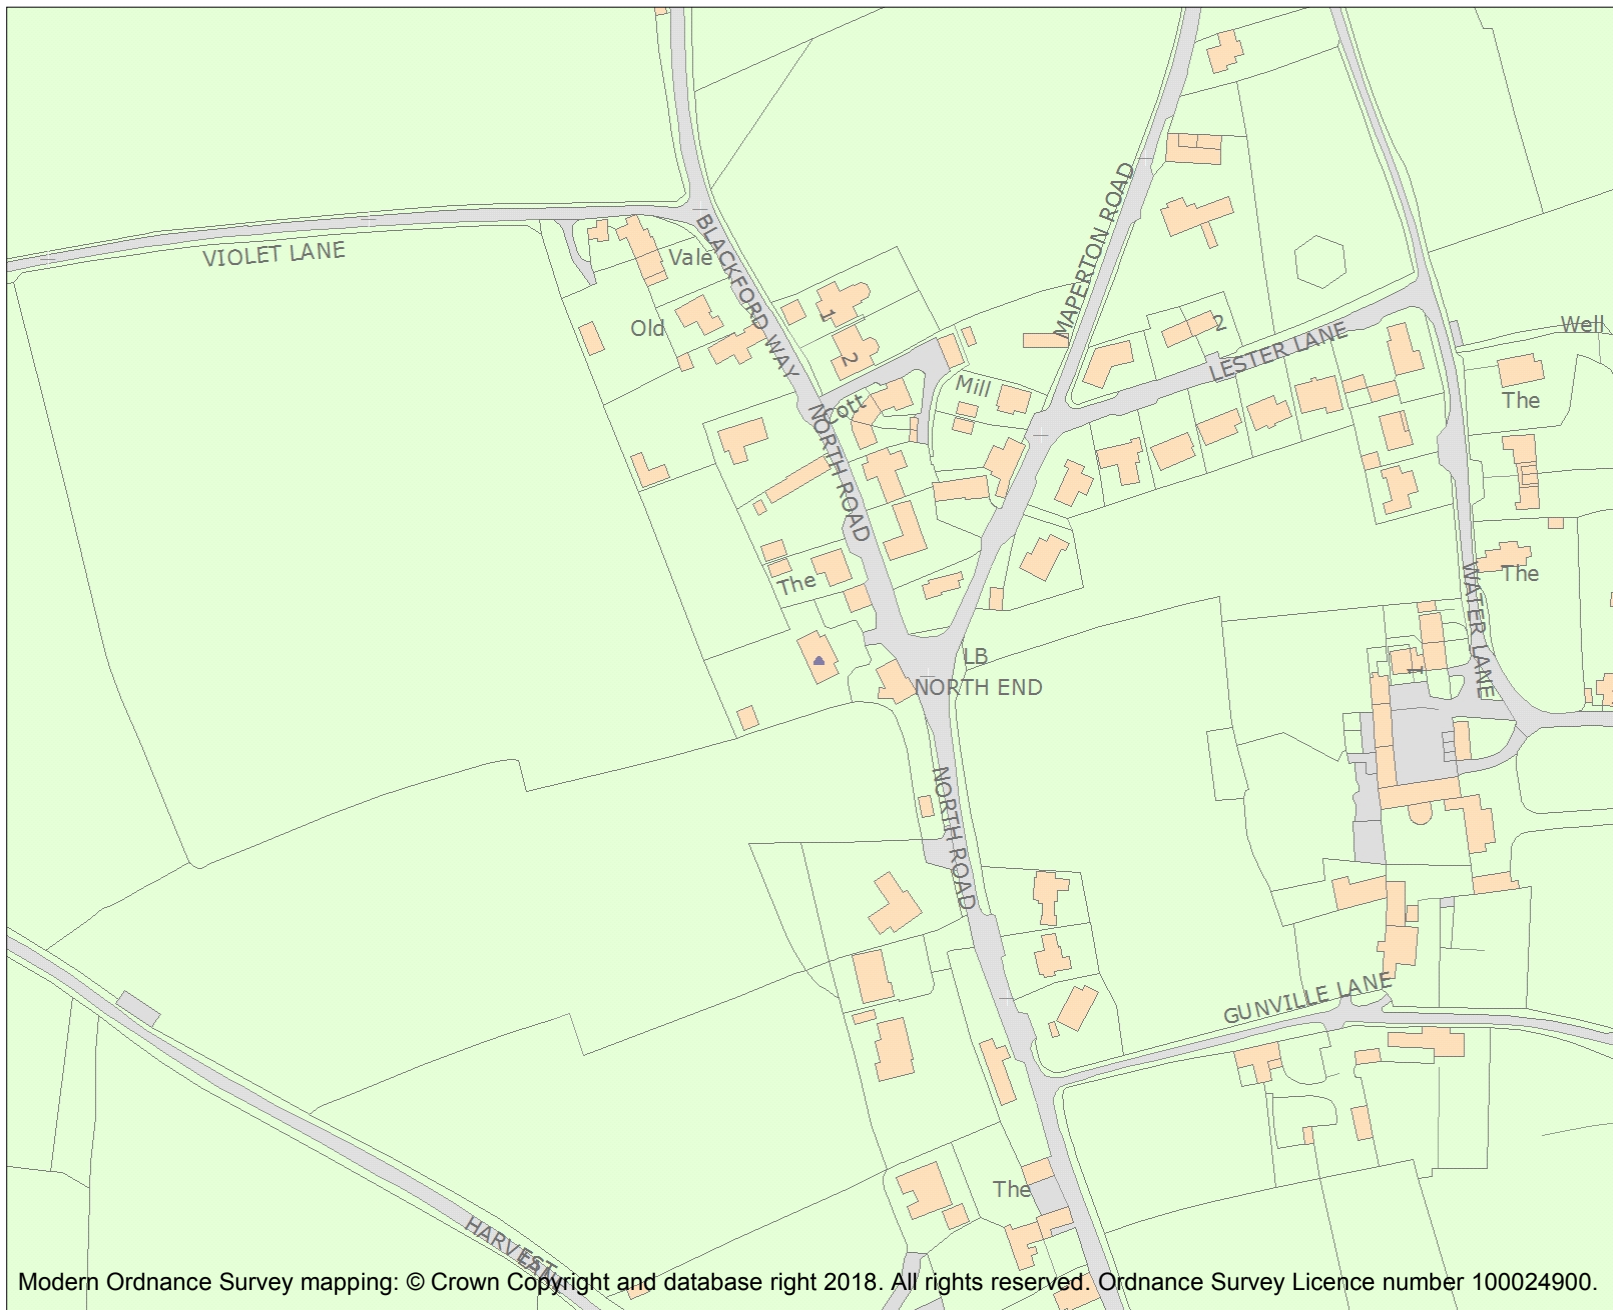 MAPERTON ROAD
BLACKFORD WAY
VIOLET LANE
Vale
1
Old
2
Well
2
LESTER LANE
Mill
The
Cott
NORTH ROAD
The
The
WATER LANE
LB
1
NORTH END
NORTH ROAD
GUNVILLE LANE
The
HARVEST
LANE
Modern Ordnance Survey mapping: © Crown Copyright and database right 2018. All rights reserved. Ordnance Survey Licence number 100024900.